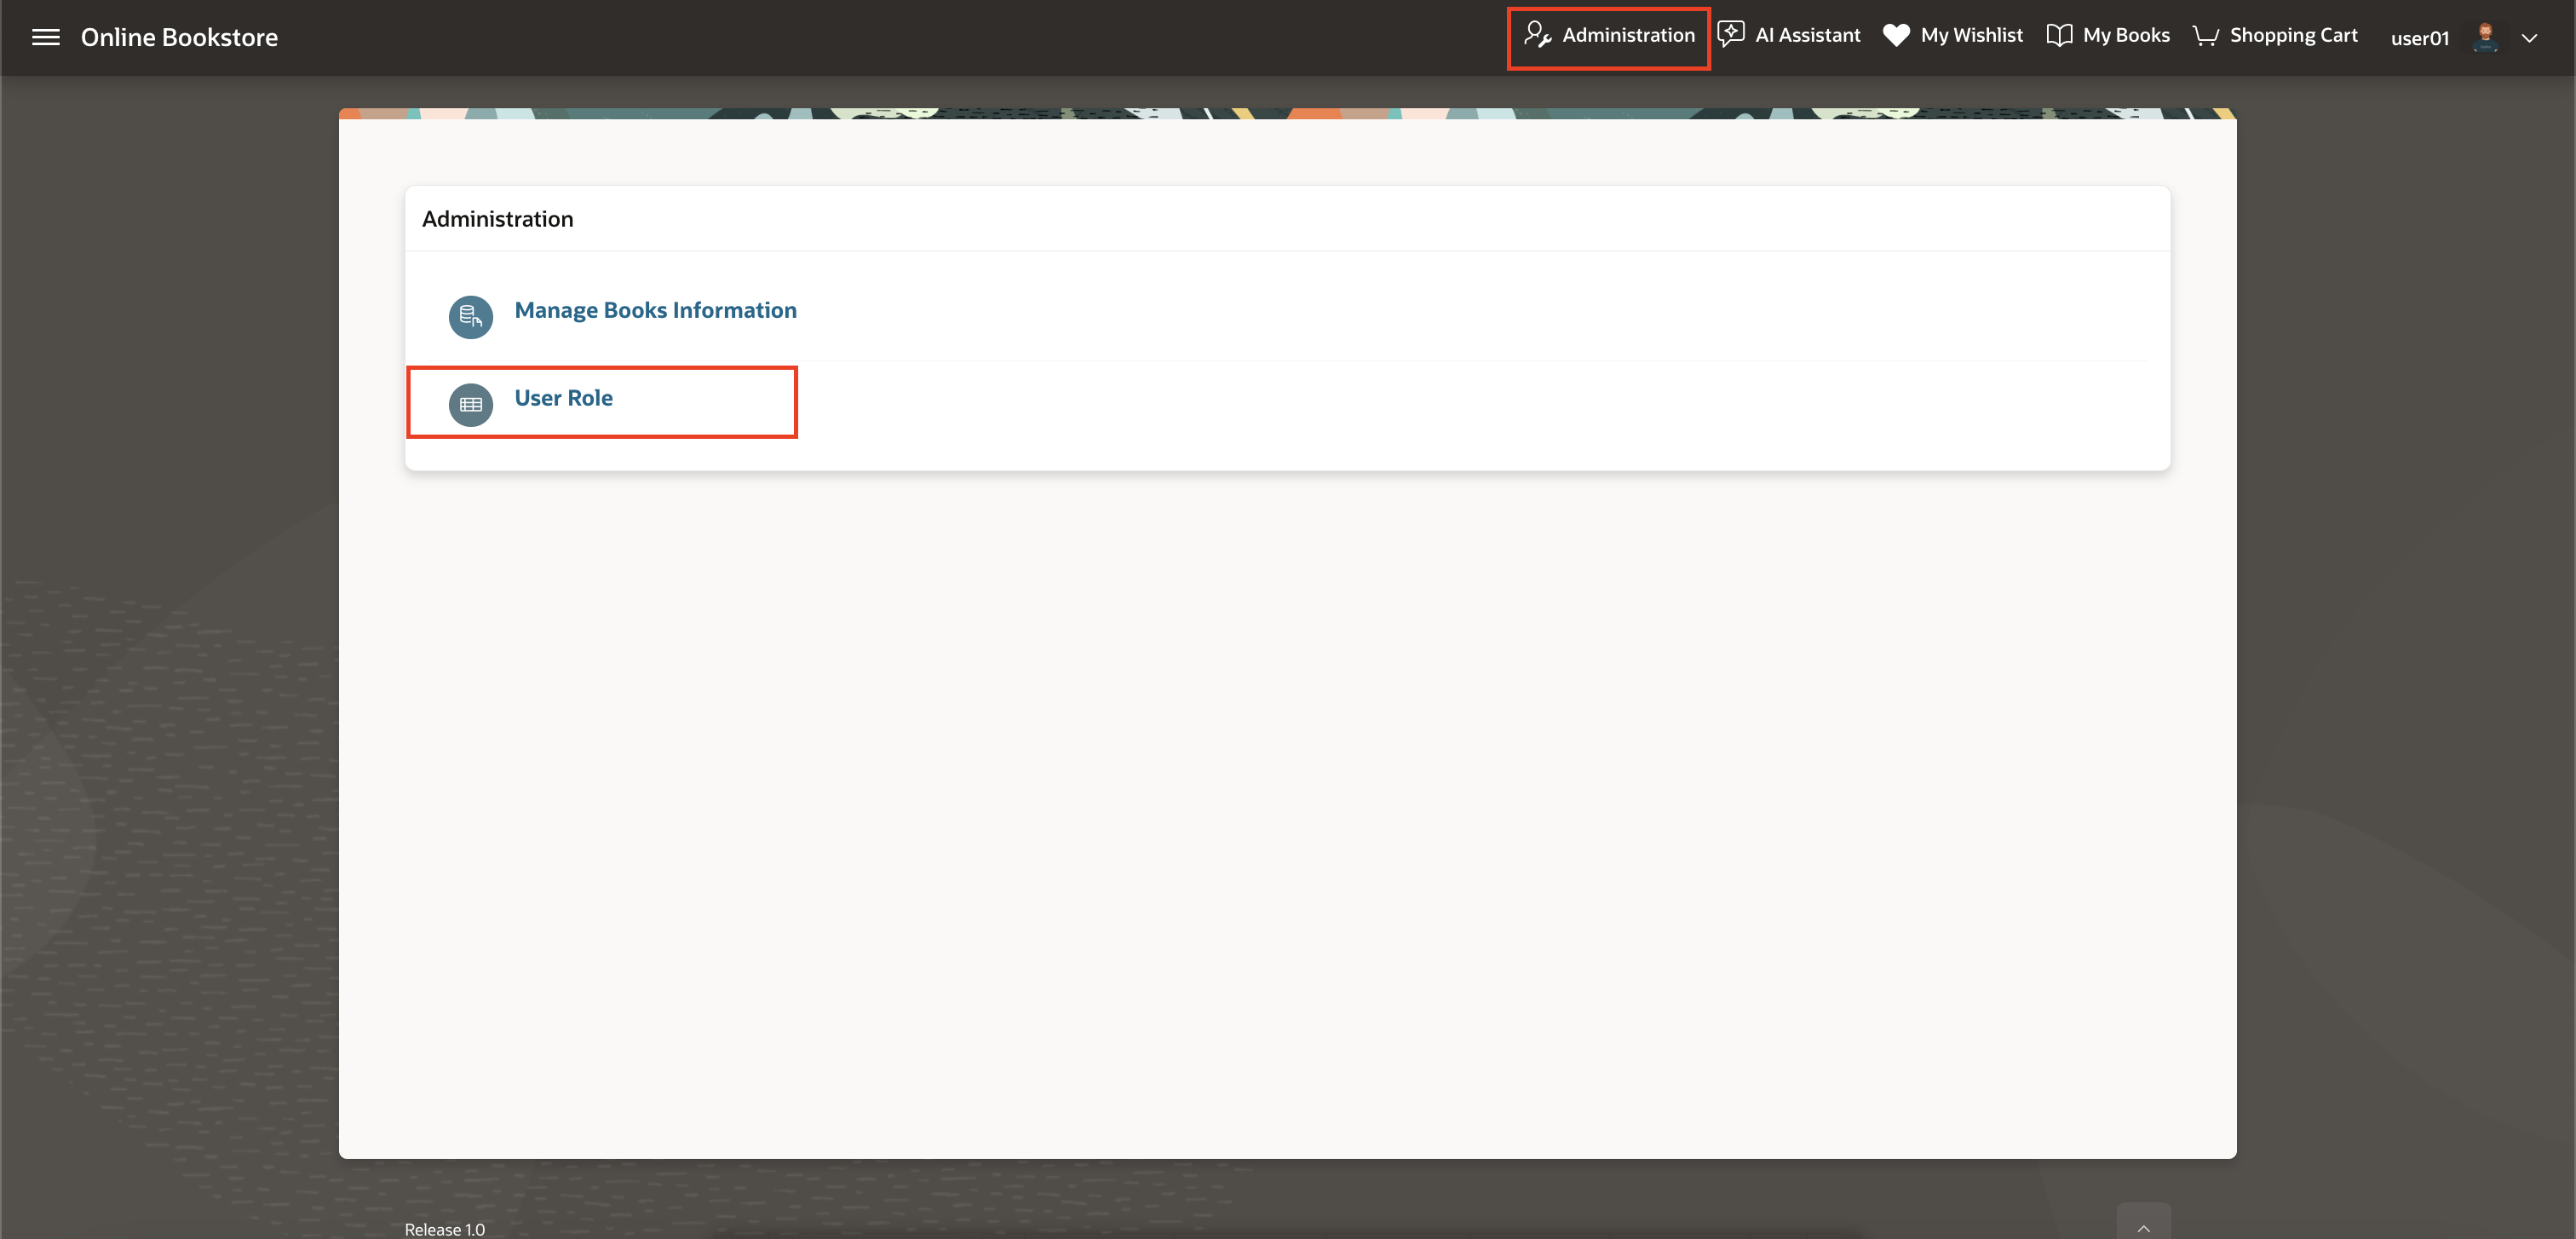 Online Bookstore
Administration
AI Assistant
My Wishlist
My Books
Shopping Cart
user01
Administration
Manage Books Information
User Role
Release 1.0